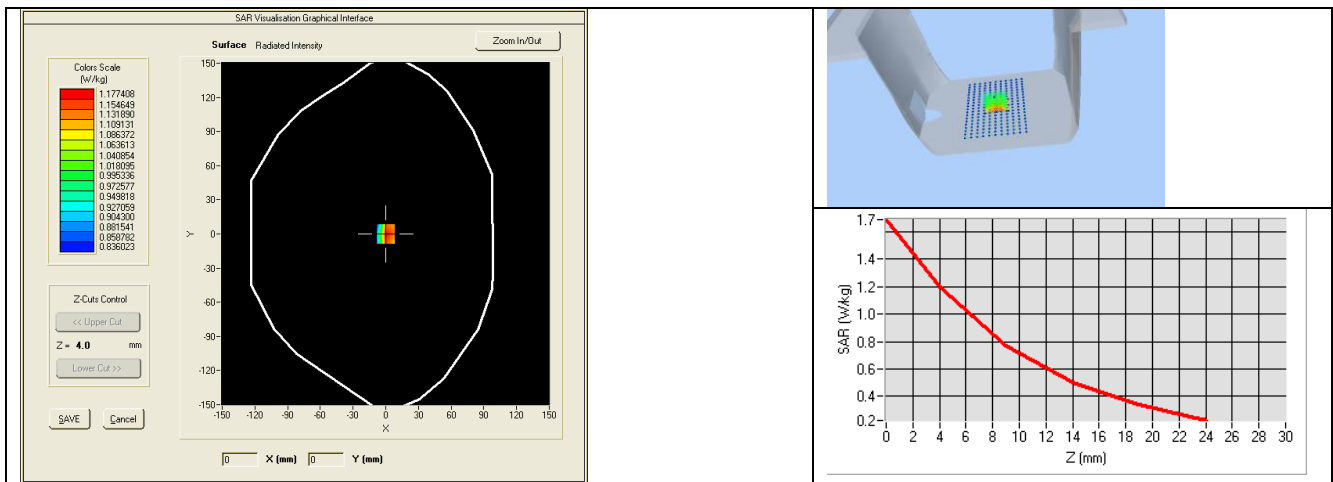 SAR Visualisation Graphical Interface
Surface Radiated Intensity
Zoom In/Out
Colors Scale
(W/kg)
1.177408
1.154649
1.131890
1.109131
1.086372
1.063613
1.040854
1.018095
0.995336
0.972577
0.949818
0.927059
0.904300
0.881541
0.858782
0.836023
Z-Cuts Control
<< Upper Cut
Z = 4.0 mm
Lower Cut >>
SAVE Cancel
150-
120-
90-
60-
30-
Y 0-
-30-
-60-
-90-
-120-
-150-
-150 -120 -90 -60 -30 0 30 60 90 120 150
X
0 X (mm) 0 Y (mm)
1.7-
1.4-
1.2-
1.0-
0.8-
0.6-
0.4-
0.2-
SAR (W/kg)
0 2 4 6 8 10 12 14 16 18 20 22 24 26 28 30
Z (mm)